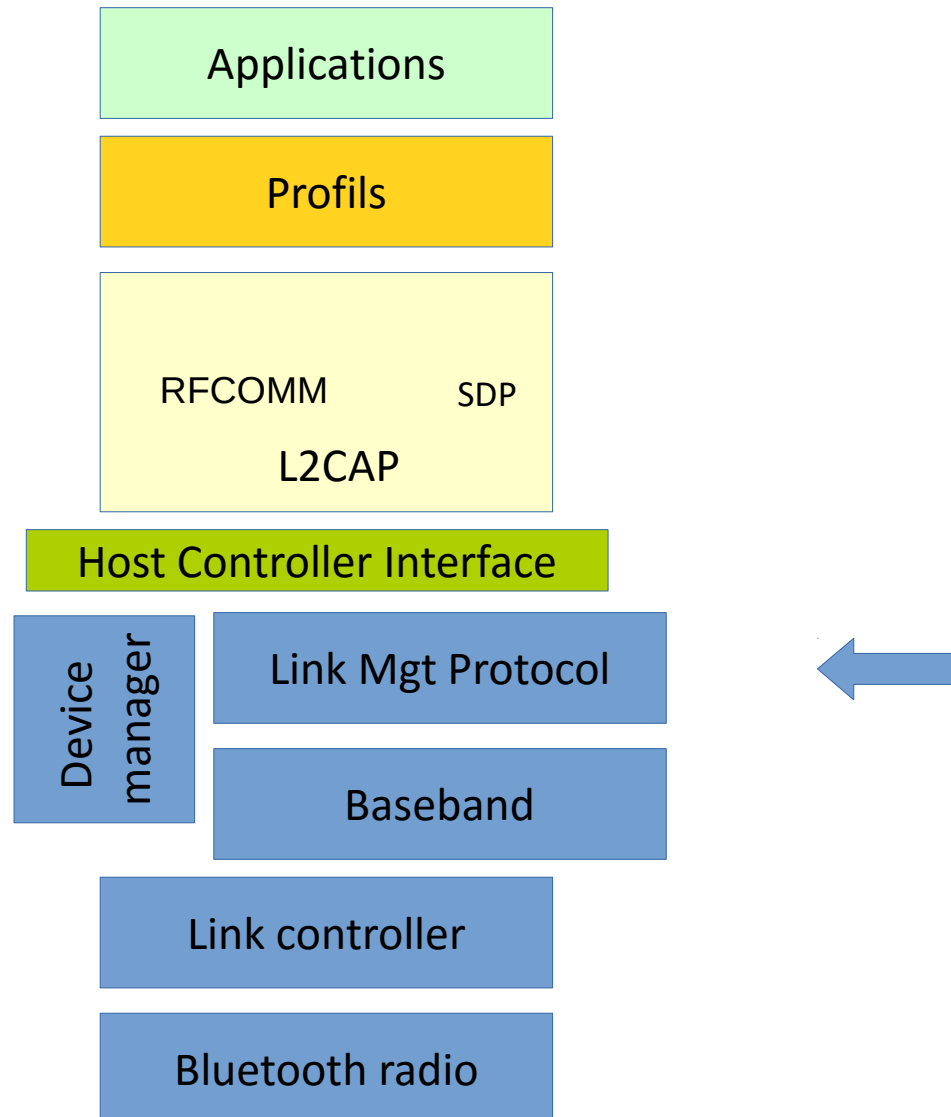 Applications
Profils
RFCOMM
SDP
L2CAP
Host Controller Interface
Device
manager
Link Mgt Protocol
Baseband
Link controller
Bluetooth radio